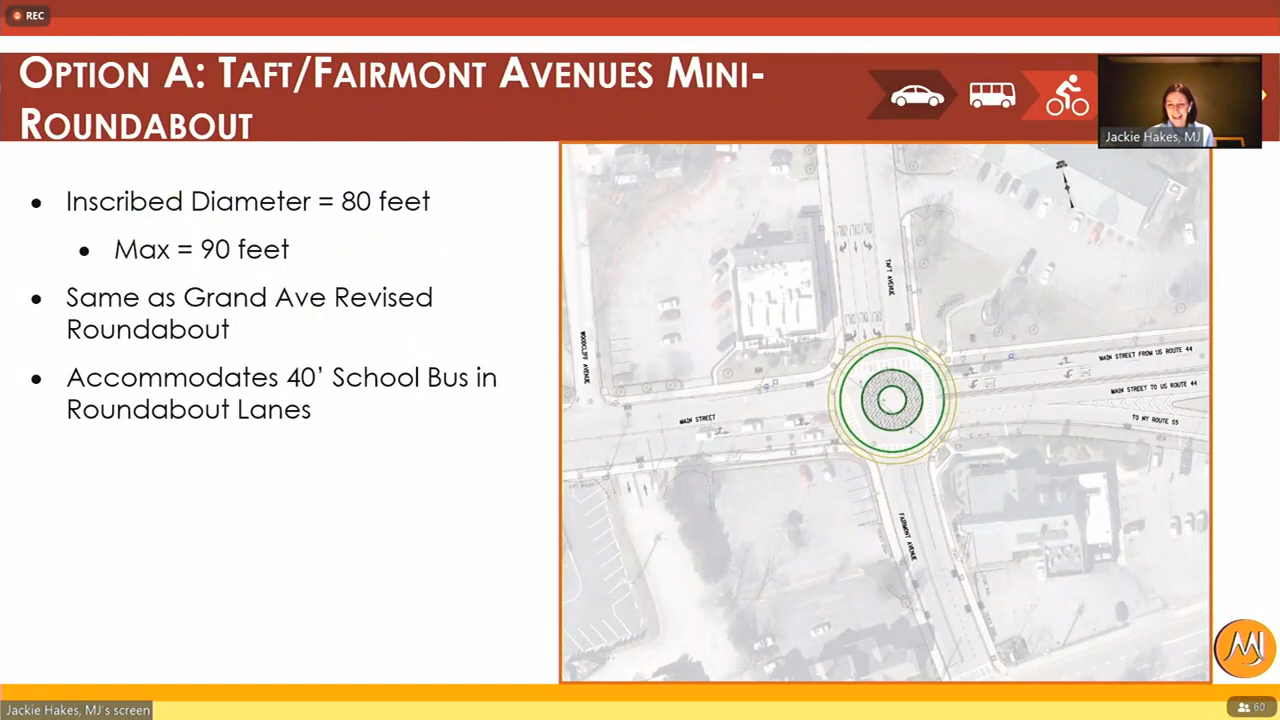 REC
OPTION A: TAFT/FAIRMONT AVENUES MINI-
ROUNDABOUT
Jackie Hakes, MJ
• Inscribed Diameter = 80 feet
• Max = 90 feet
• Same as Grand Ave Revised
Roundabout
• Accommodates 40’ School Bus in
Roundabout Lanes
TAFT AVENUE
WOODCLIFF AVENUE
MAIN STREET FROM US ROUTE 44
MAIN STREET TO US ROUTE 44
MAIN STREET
TO NY ROUTE 55
FAIRMONT AVENUE
MJ
Jackie Hakes, MJ's screen
60